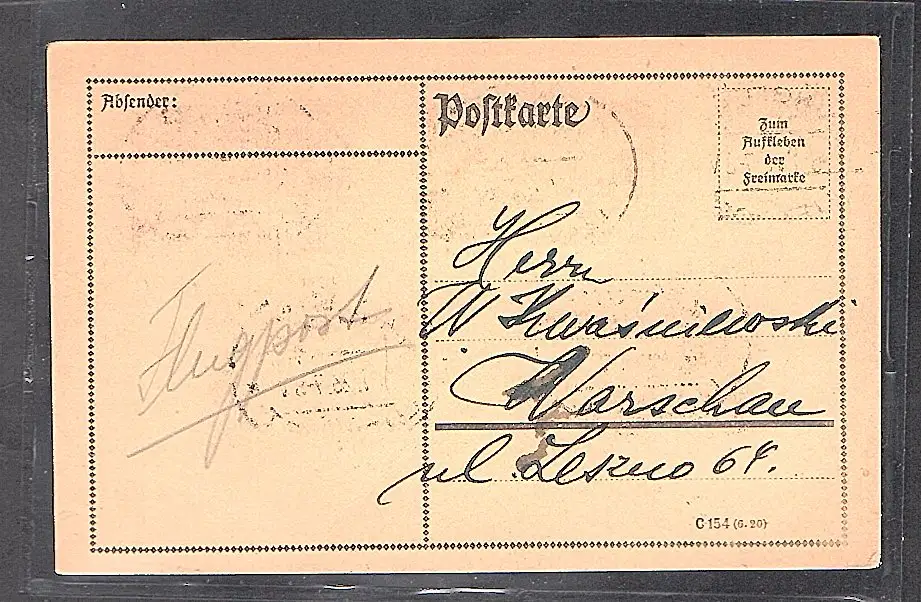 Absender:
Postkarte
Zum
Aufkleben
der
Freimarke
Herrn
W Kwaśniewski
Warschau
ul. Leszno 64.
Flugpost
C 154 (6.20)